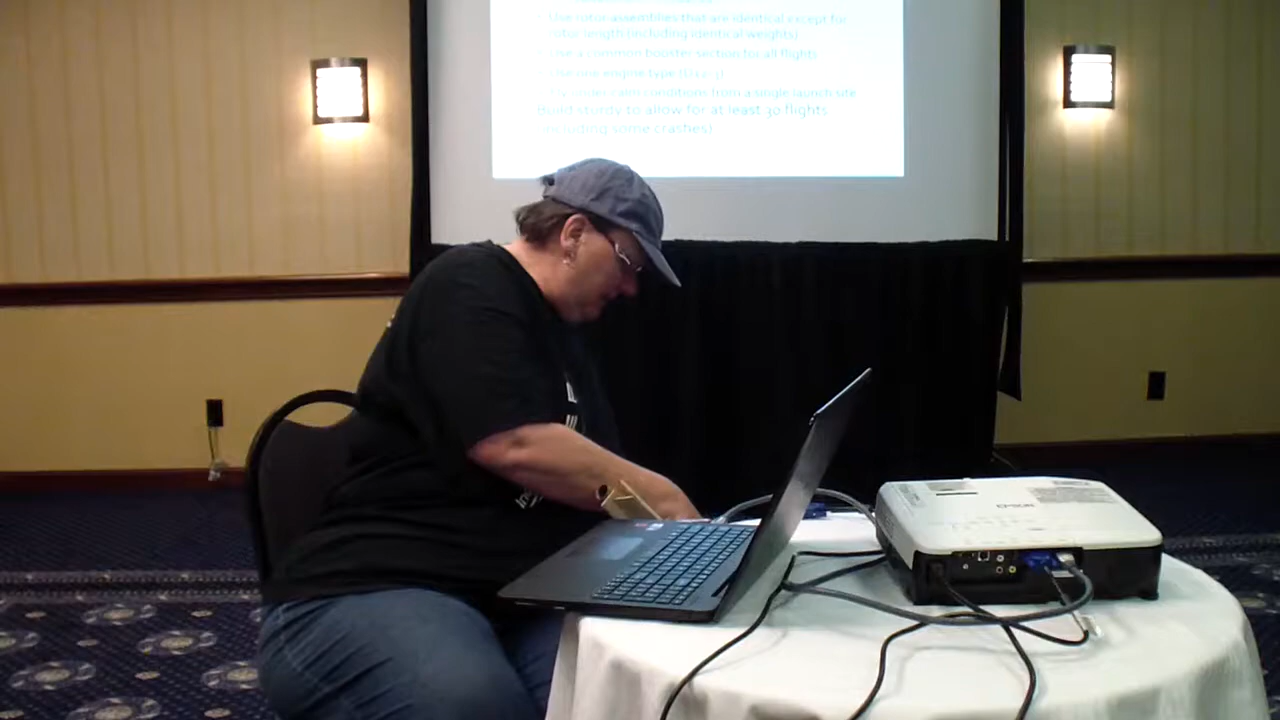 • Use rotor assemblies that are identical except for
rotor length (including identical weights)
• Use a common booster section for all flights
• Use one engine type
• Fly under calm conditions from a single launch site
Build sturdy to allow for at least 30 flights
(including some crashes)
EPSON